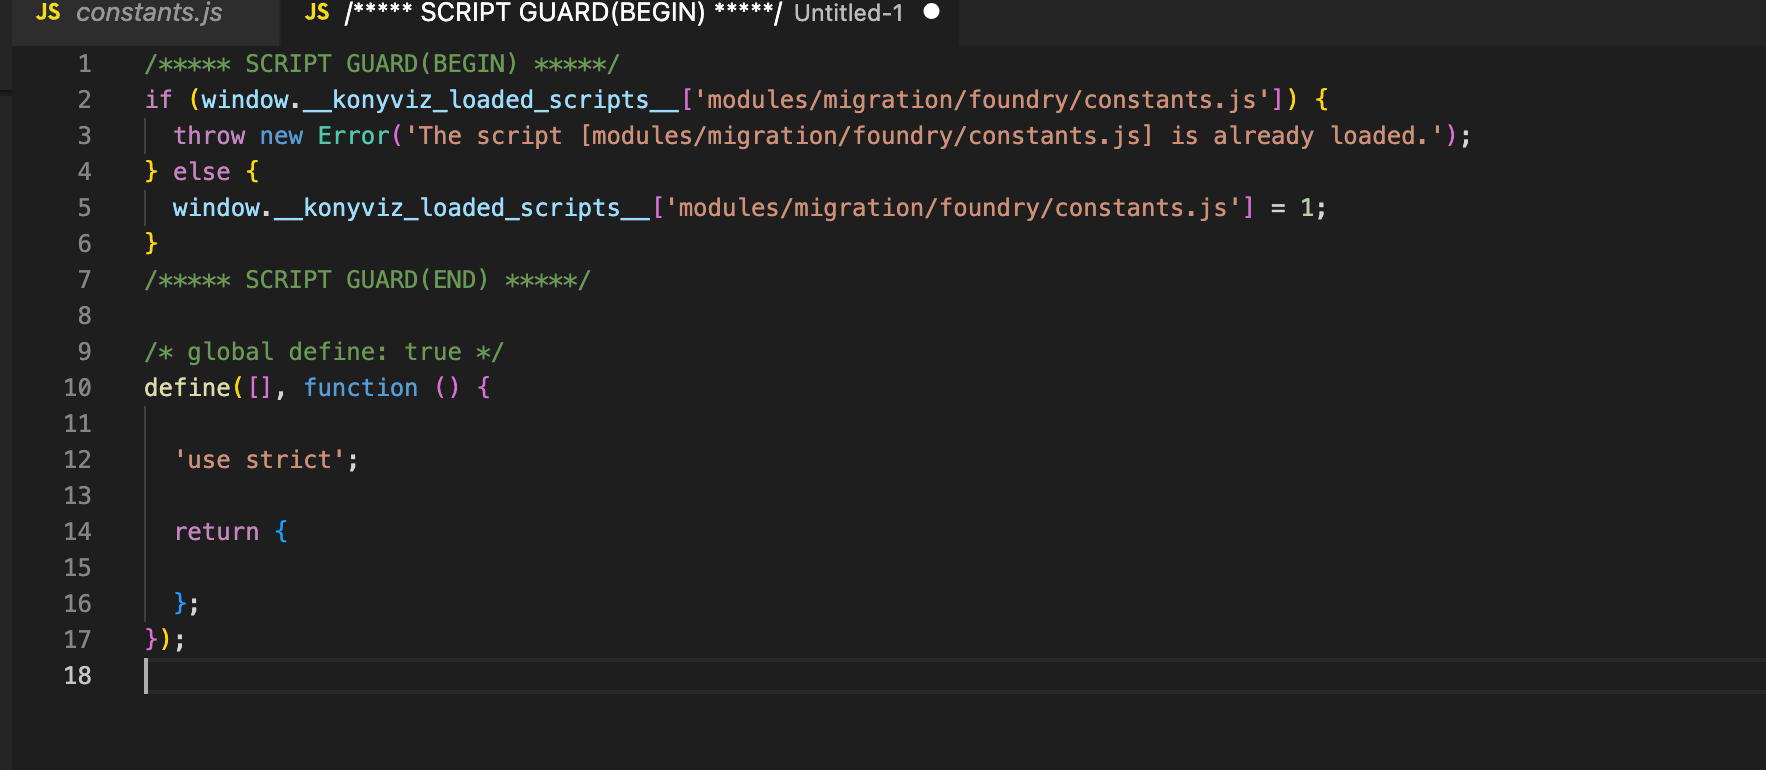 JS constants.js JS /***** SCRIPT GUARD(BEGIN) *****/ Untitled-1
1 /***** SCRIPT GUARD(BEGIN) *****/
2 if (window.__konyviz_loaded_scripts__['modules/migration/foundry/constants.js']) {
3 throw new Error('The script [modules/migration/foundry/constants.js] is already loaded.');
4 } else {
5 window.__konyviz_loaded_scripts__['modules/migration/foundry/constants.js'] = 1;
6 }
7 /***** SCRIPT GUARD(END) *****/
8
9 /* global define: true */
10 define([], function () {
11
12 'use strict';
13
14 return {
15
16 };
17 });
18